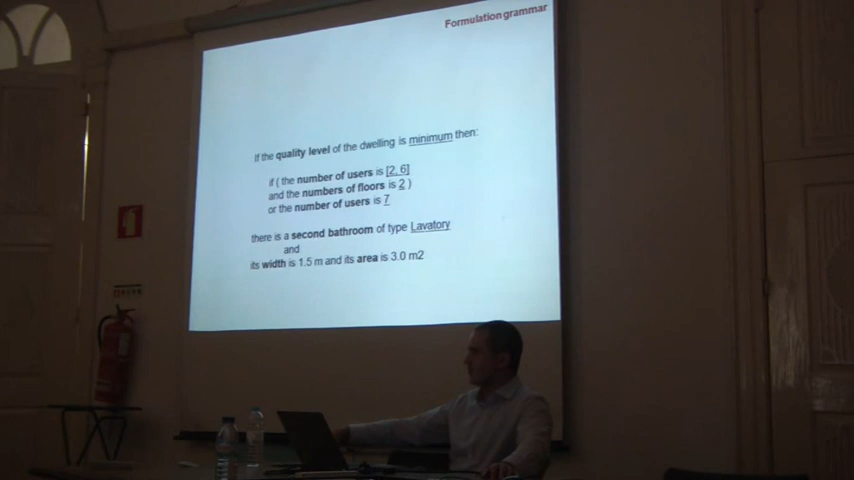 Formulation grammar
If the quality level of the dwelling is minimum then:
if ( the number of users is [2, 6]
and the numbers of floors is 2 )
or the number of users is 7
there is a second bathroom of type Lavatory
and
its width is 1.5 m and its area is 3.0 m2